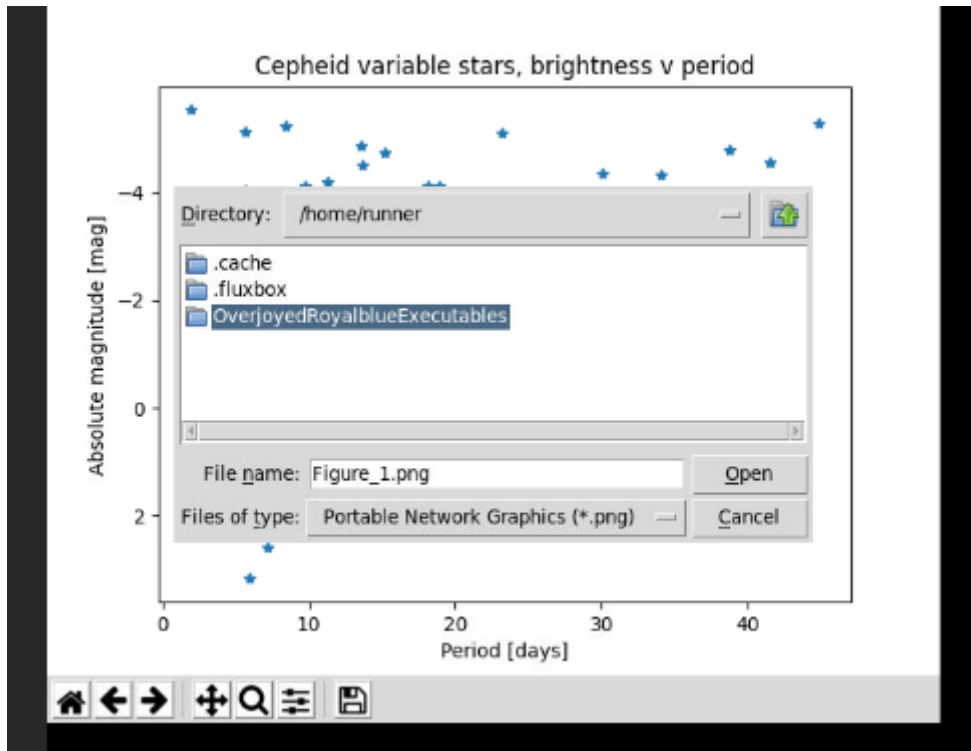 Cepheid variable stars, brightness v period
Absolute magnitude [mag]
−4
−2
0
2
Directory: /home/runner
.cache
.fluxbox
OverjoyedRoyalblueExecutables
File name: Figure_1.png Open
Files of type: Portable Network Graphics (*.png) Cancel
0 10 20 30 40
Period [days]